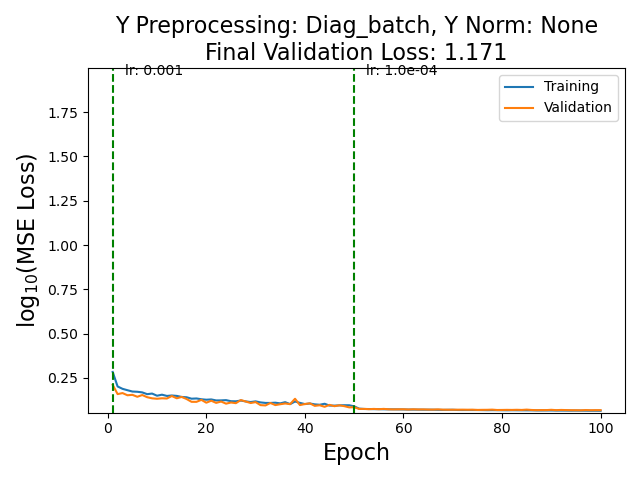 Y Preprocessing: Diag_batch, Y Norm: None
Final Validation Loss: 1.171
lr: 0.001
lr: 1.0e-04
Training
Validation
1.75
1.50
1.25
1.00
0.75
0.50
0.25
log10(MSE Loss)
0
20
40
60
80
100
Epoch